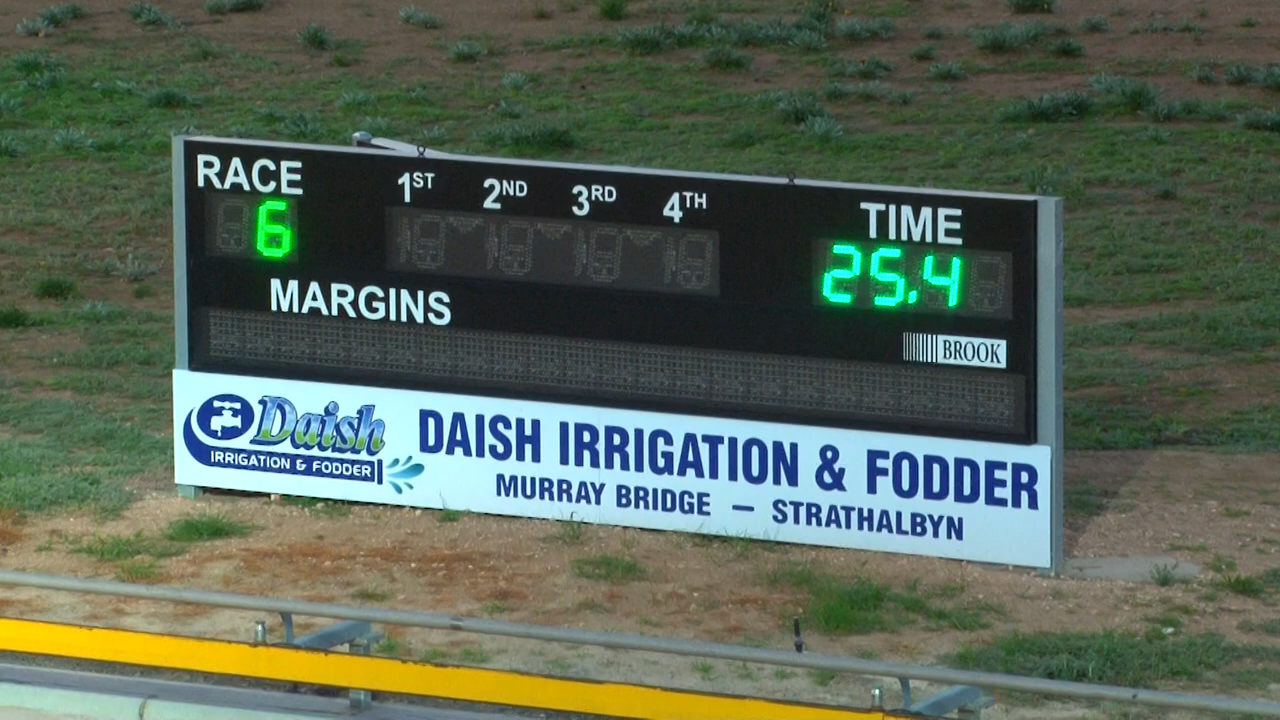 RACE 1ST 2ND 3RD 4TH TIME
6 25.4
MARGINS
BROOK
Daish
IRRIGATION & FODDER
DAISH IRRIGATION & FODDER
MURRAY BRIDGE — STRATHALBYN